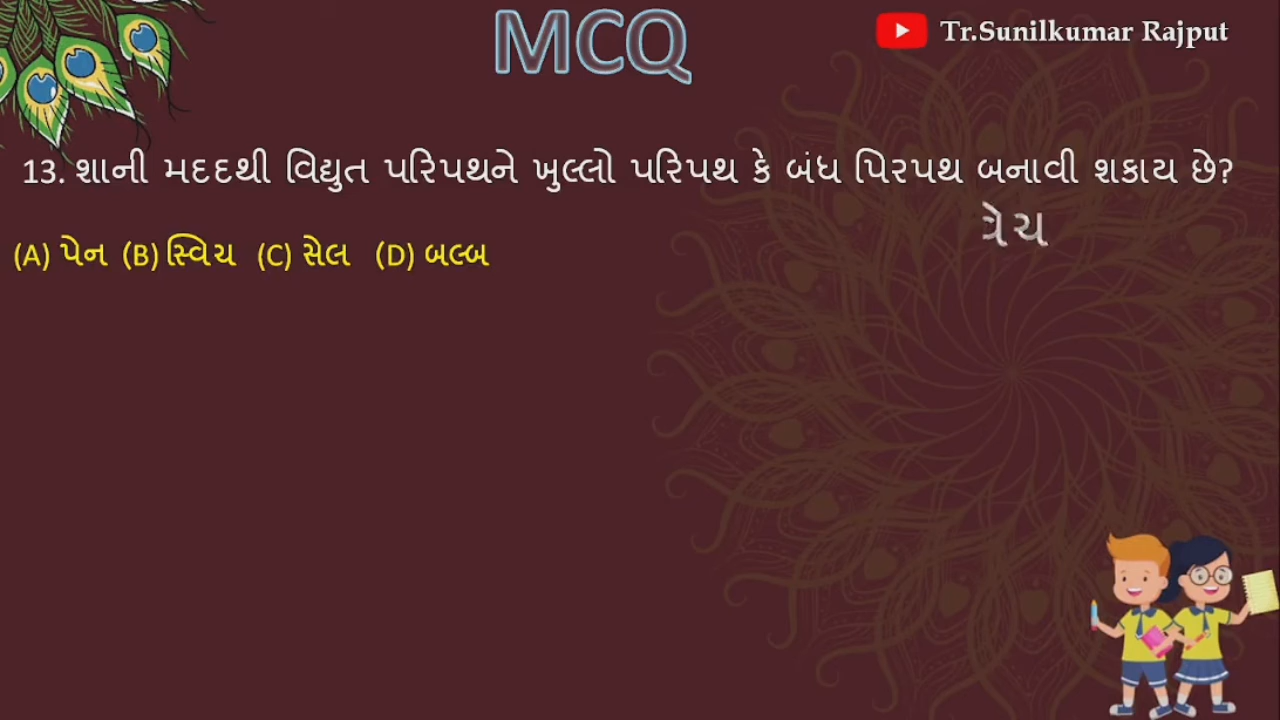 MCQ
Tr.Sunilkumar Rajput
13. શાની મદદથી વિદ્યુત પરિપથને ખુલ્લો પરિપથ કે બંધ પિરપથ બનાવી શકાય છે?
(A) પેન (B) સ્વિચ (C) સેલ (D) બલ્બ